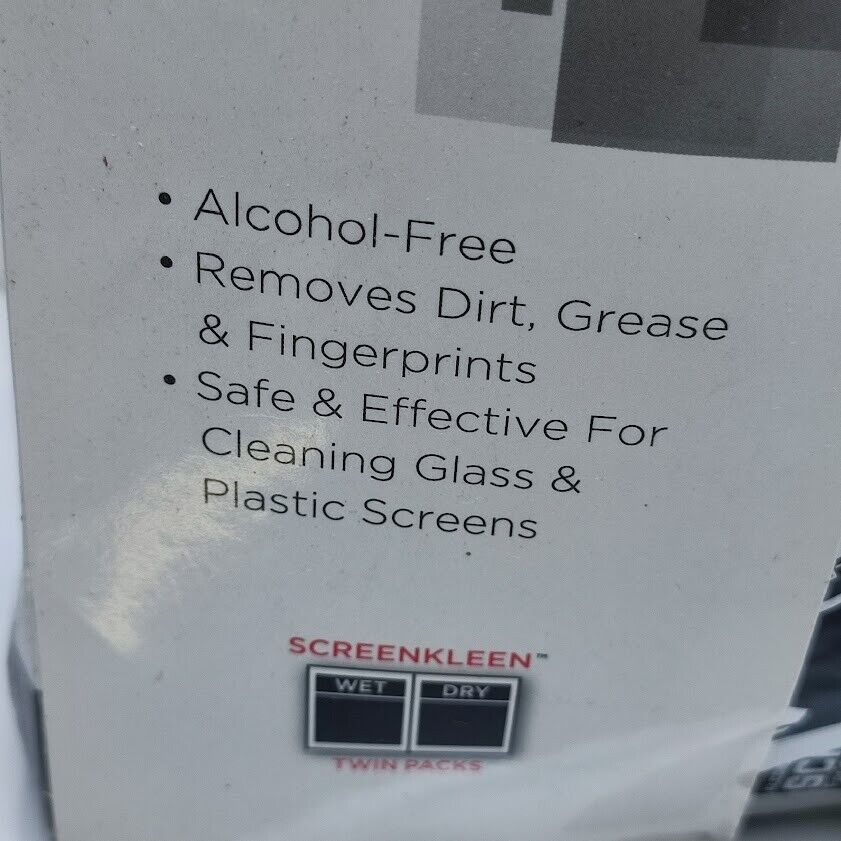 • Alcohol-Free
• Removes Dirt, Grease
& Fingerprints
• Safe & Effective For
Cleaning Glass &
Plastic Screens
SCREENKLEEN™
WET DRY
TWIN PACKS